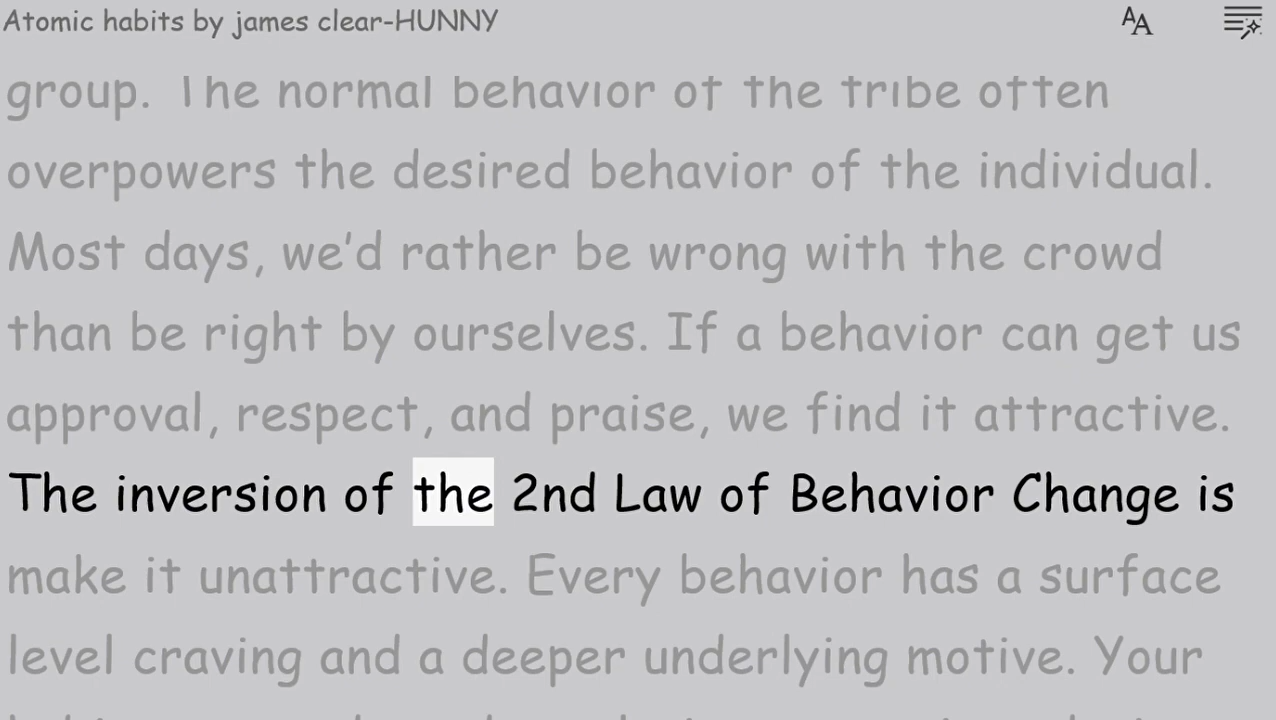 Atomic habits by james clear-HUNNY
AA
group. The normal behavior of the tribe often
overpowers the desired behavior of the individual.
Most days, we’d rather be wrong with the crowd
than be right by ourselves. If a behavior can get us
approval, respect, and praise, we find it attractive.
The inversion of the 2nd Law of Behavior Change is
make it unattractive. Every behavior has a surface
level craving and a deeper underlying motive. Your